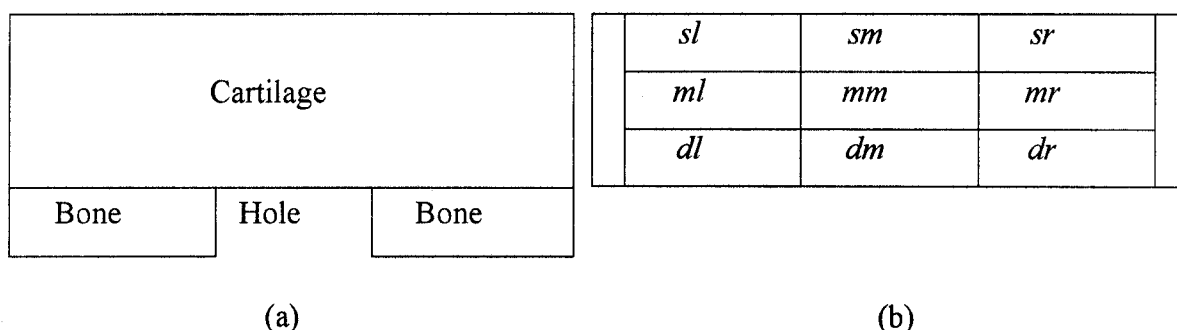 Cartilage
Bone Hole Bone
(a)
sl sm sr
ml mm mr
dl dm dr
(b)